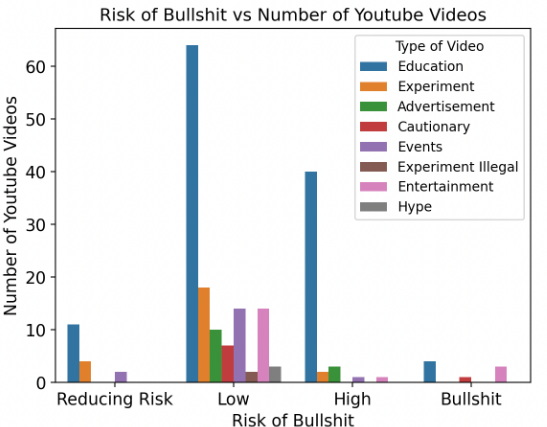 Risk of Bullshit vs Number of Youtube Videos
Number of Youtube Videos
60
50
40
30
20
10
0
Type of Video
Education
Experiment
Advertisement
Cautionary
Events
Experiment Illegal
Entertainment
Hype
Reducing Risk Low High Bullshit
Risk of Bullshit